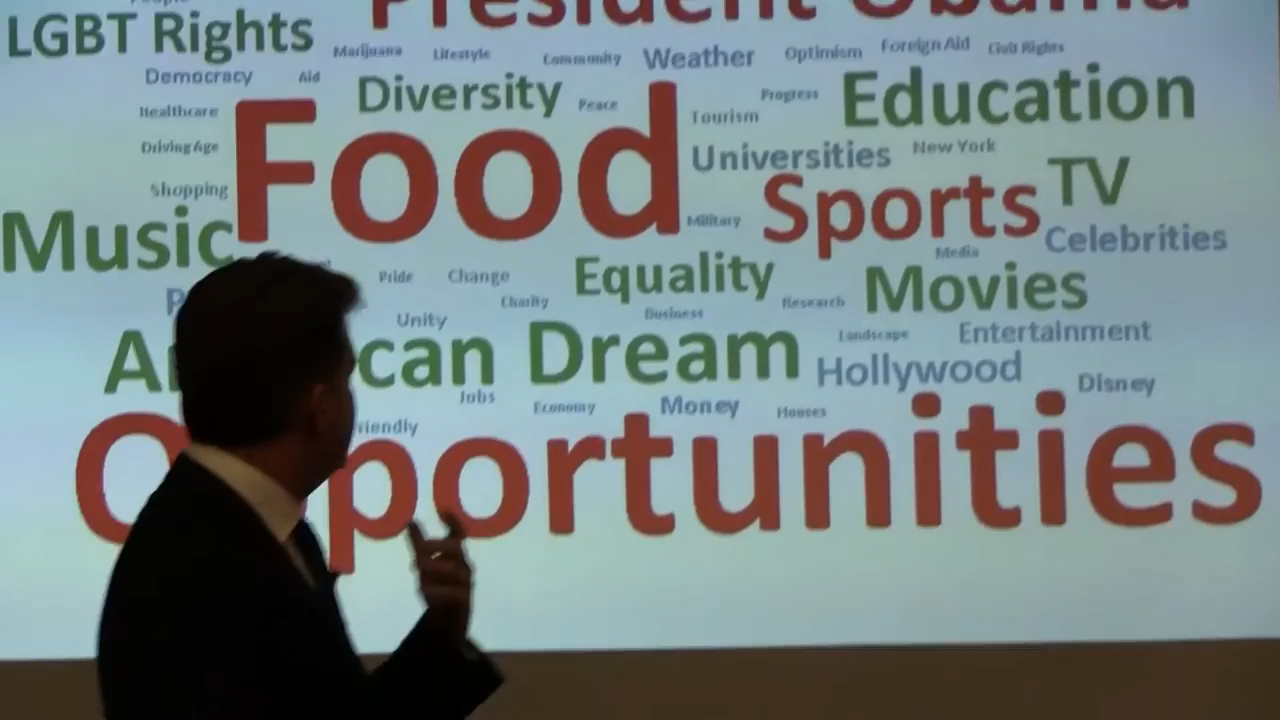 President Obama
LGBT Rights
Marijuana Lifestyle Community Weather Optimism Foreign Aid Civil Rights
Democracy Aid Diversity Peace Progress Education
Healthcare Food Tourism
Driving Age Universities New York
Shopping Sports TV
Music Military Media Celebrities
Pride Change Equality Movies
Charity Business Research
Unity Landscape Entertainment
can Dream Hollywood Disney
Jobs Economy Money Houses
riendly
O portunities